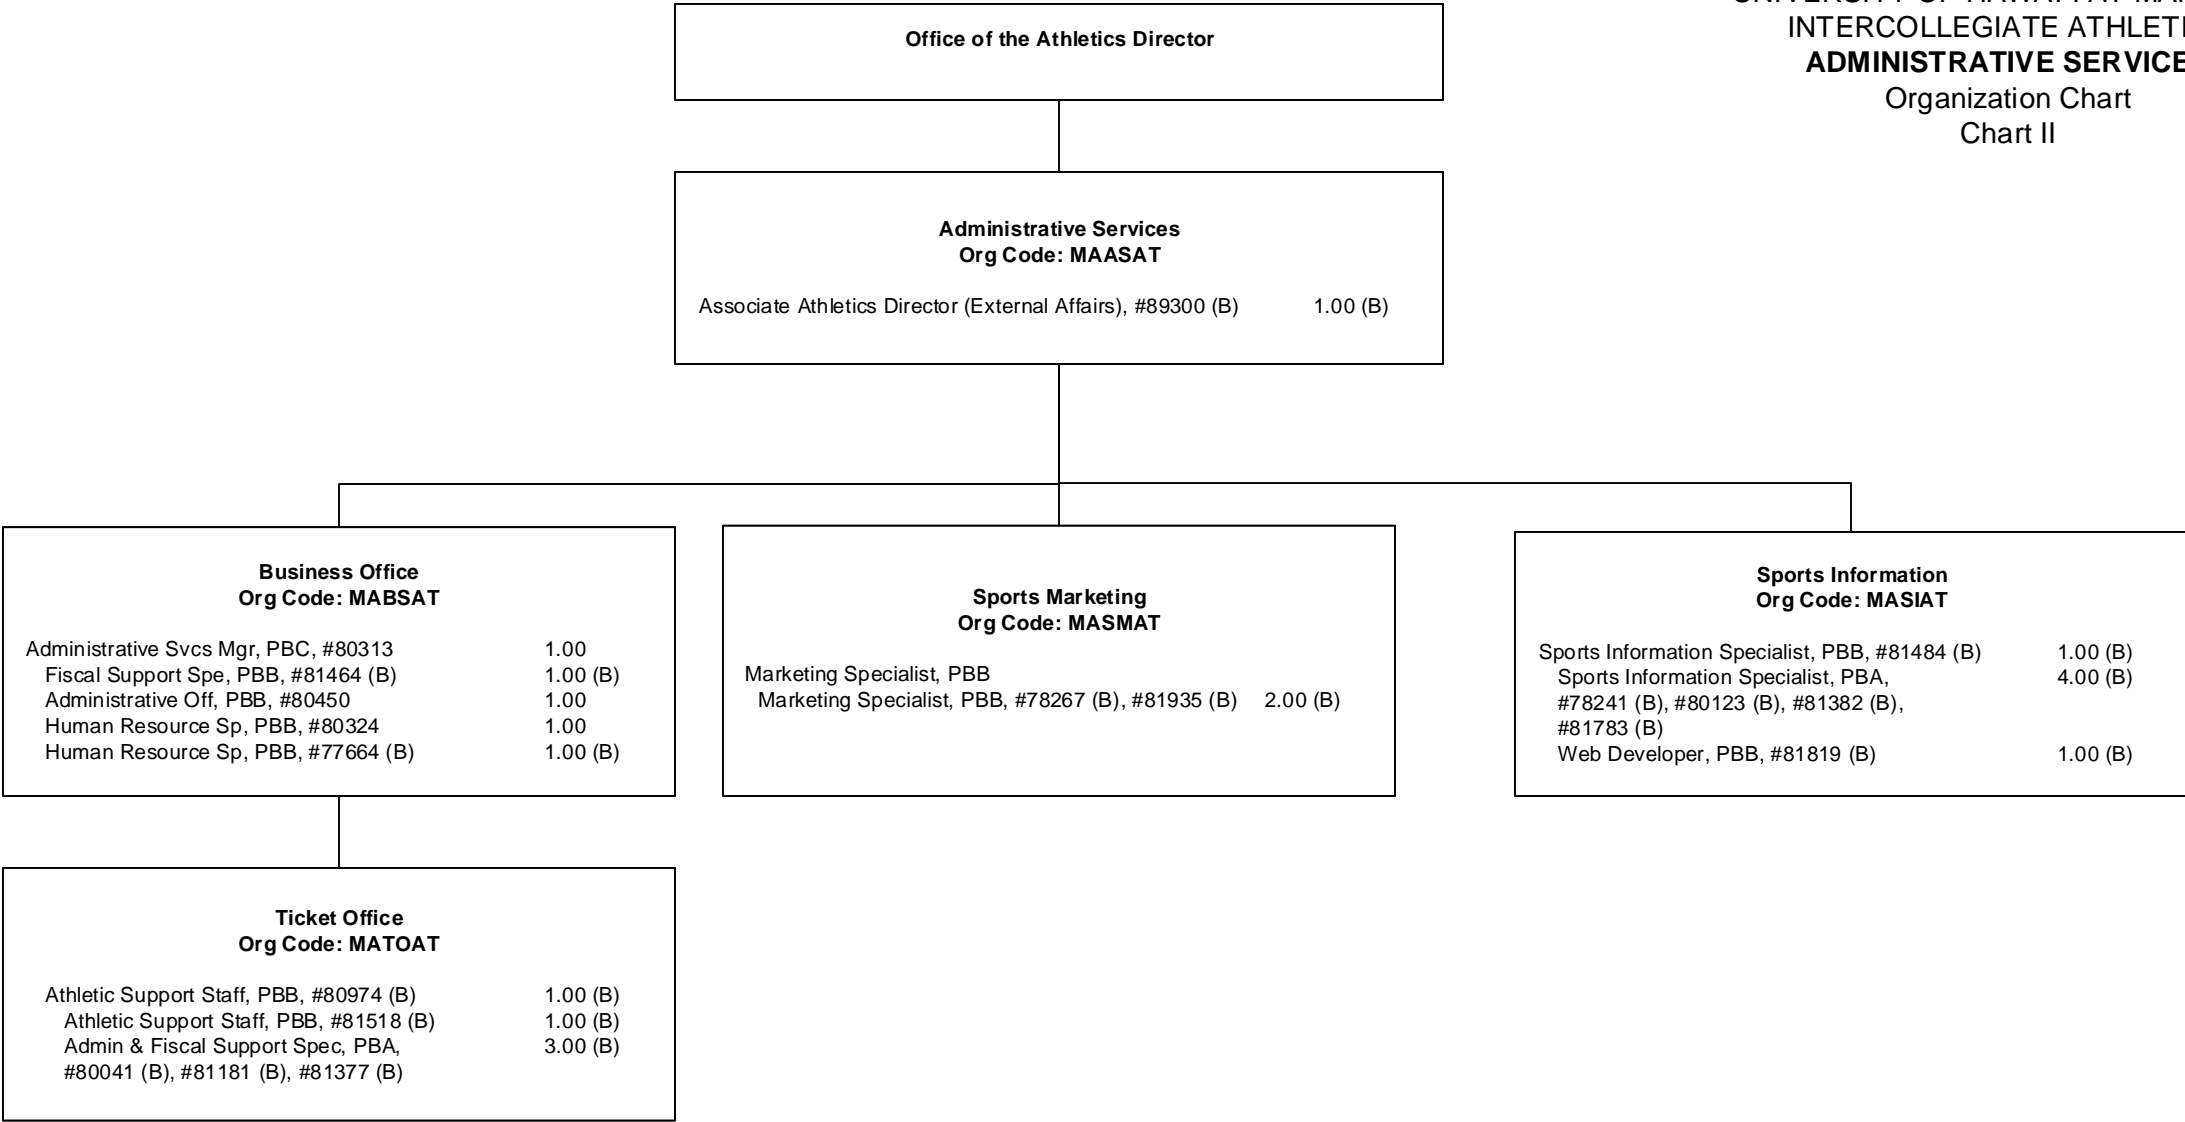 Office of the Athletics Director
INTERCOLLEGIATE
ADMINISTRATIVE
Organization Chart
Chart II
Administrative Services
Org Code: MAASAT
Associate Athletics Director (External Affairs), #89300 (B) 1.00 (B)
Business Office
Org Code: MABSAT
Administrative Svcs Mgr, PBC, #80313 1.00
Fiscal Support Spe, PBB, #81464 (B) 1.00 (B)
Administrative Off, PBB, #80450 1.00
Human Resource Sp, PBB, #80324 1.00
Human Resource Sp, PBB, #77664 (B) 1.00 (B)
Sports Marketing
Org Code: MASMAT
Marketing Specialist, PBB
Marketing Specialist, PBB, #78267 (B), #81935 (B) 2.00 (B)
Sports Information
Org Code: MASIAT
Sports Information Specialist, PBB, #81484 (B) 1.00 (B)
Sports Information Specialist, PBA, 4.00 (B)
#78241 (B), #80123 (B), #81382 (B),
#81783 (B)
Web Developer, PBB, #81819 (B) 1.00 (B)
Ticket Office
Org Code: MATOAT
Athletic Support Staff, PBB, #80974 (B) 1.00 (B)
Athletic Support Staff, PBB, #81518 (B) 1.00 (B)
Admin & Fiscal Support Spec, PBA, 3.00 (B)
#80041 (B), #81181 (B), #81377 (B)